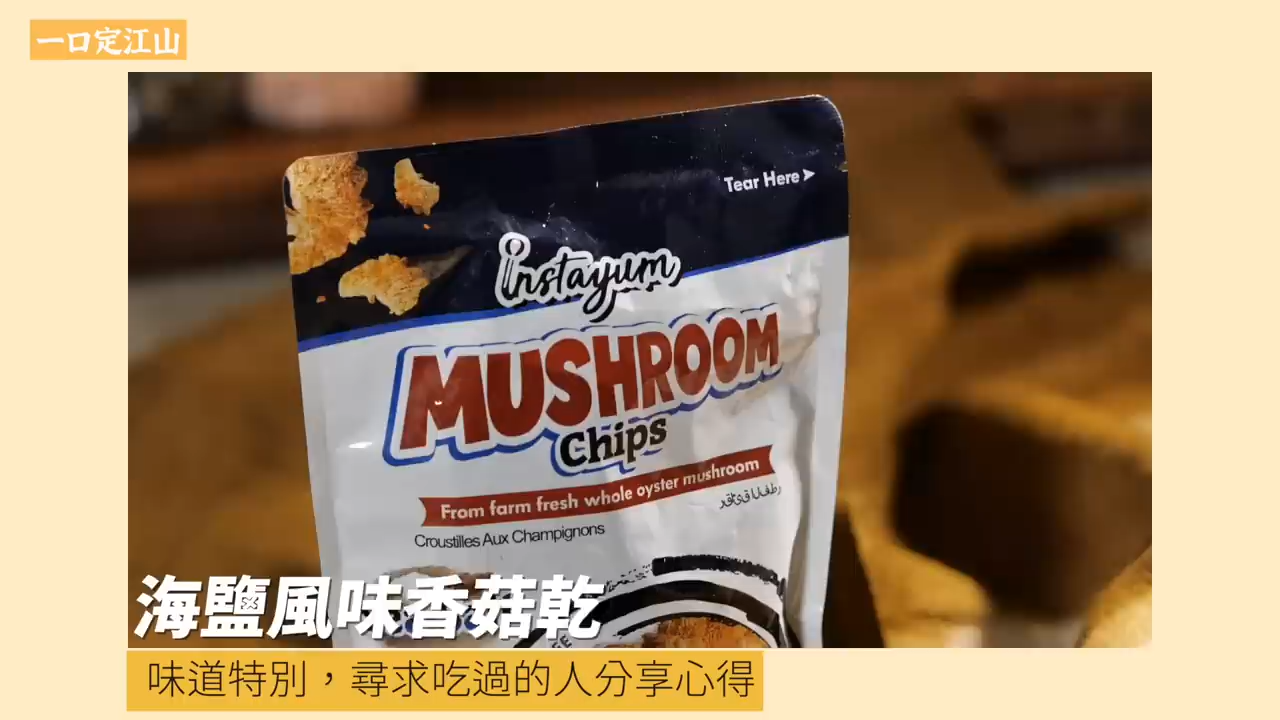 一口定江山
Tear Here
instayum
MUSHROOM
Chips
From farm fresh whole oyster mushroom
رقائق الفطر
Croustilles Aux Champignons
海鹽風味香菇乾
味道特別，尋求吃過的人分享心得